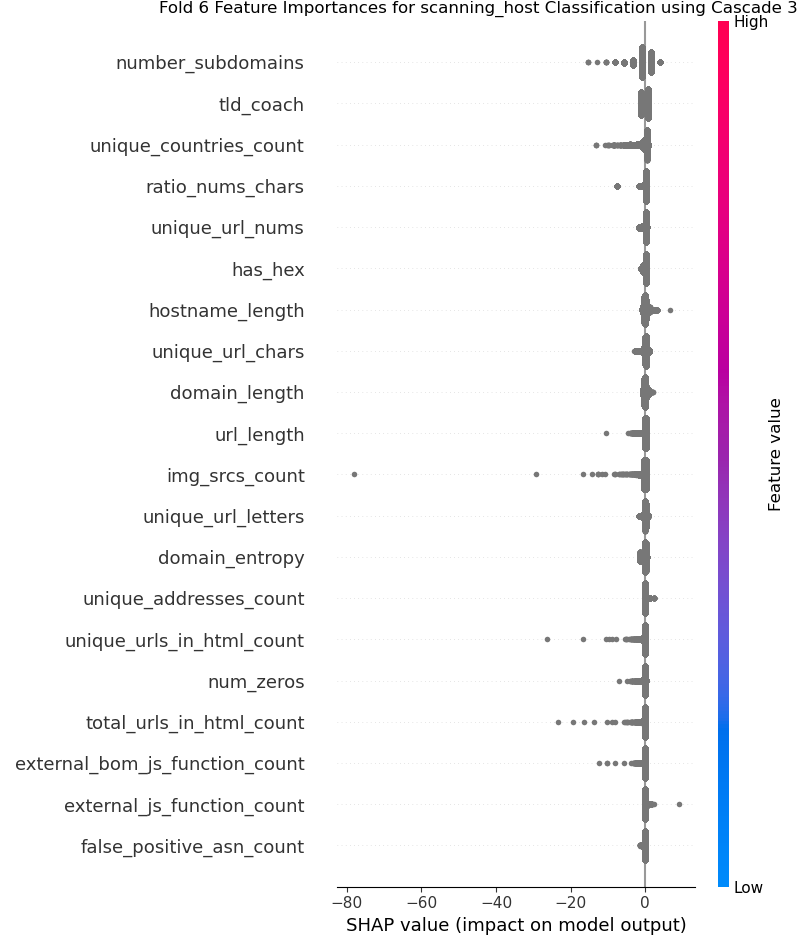 Fold 6 Feature Importances for scanning_host Classification using Cascade 3
High
number_subdomains
tld_coach
unique_countries_count
ratio_nums_chars
unique_url_nums
has_hex
hostname_length
unique_url_chars
domain_length
url_length
img_srcs_count
unique_url_letters
domain_entropy
unique_addresses_count
unique_urls_in_html_count
num_zeros
total_urls_in_html_count
external_bom_js_function_count
external_js_function_count
false_positive_asn_count
Feature value
Low
−80 −60 −40 −20 0
SHAP value (impact on model output)